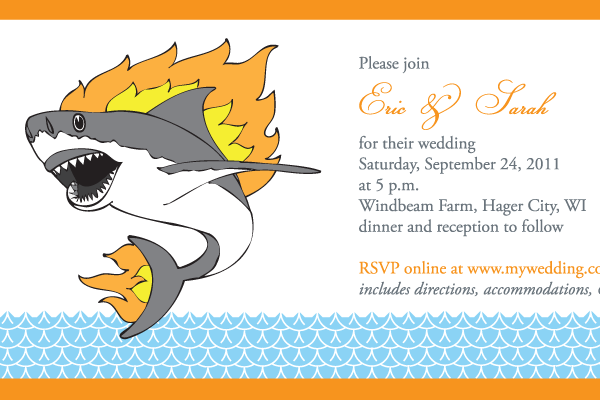 Please join
Eric & Sarah
for their wedding
Saturday, September 24, 2011
at 5 p.m.
Windbeam Farm, Hager City, WI
dinner and reception to follow
RSVP online at www.mywedding.co
includes directions, accommodations,